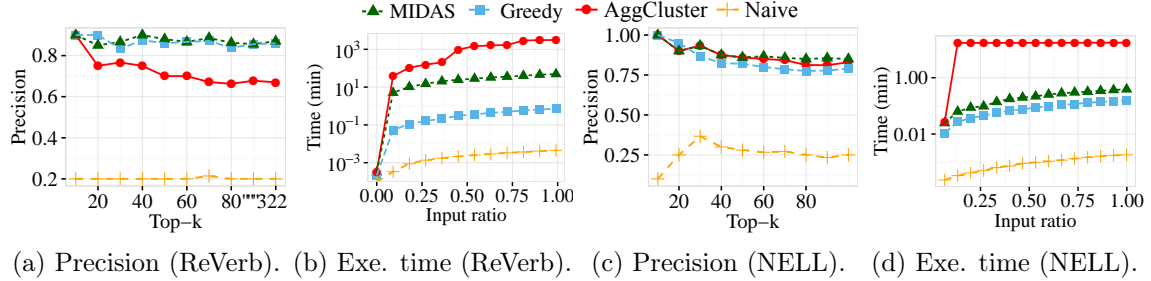 MIDAS Greedy AggCluster Naive
Precision
0.8
0.6
0.4
0.2
20 40 60 80 322
Top−k
Time (min)
10^3
10^1
10^−1
10^−3
0.00 0.25 0.50 0.75 1.00
Input ratio
Precision
1.00
0.75
0.50
0.25
20 40 60 80
Top−k
Time (min)
1.00
0.01
0.25 0.50 0.75 1.00
Input ratio
(a) Precision (ReVerb). (b) Exe. time (ReVerb). (c) Precision (NELL). (d) Exe. time (NELL).